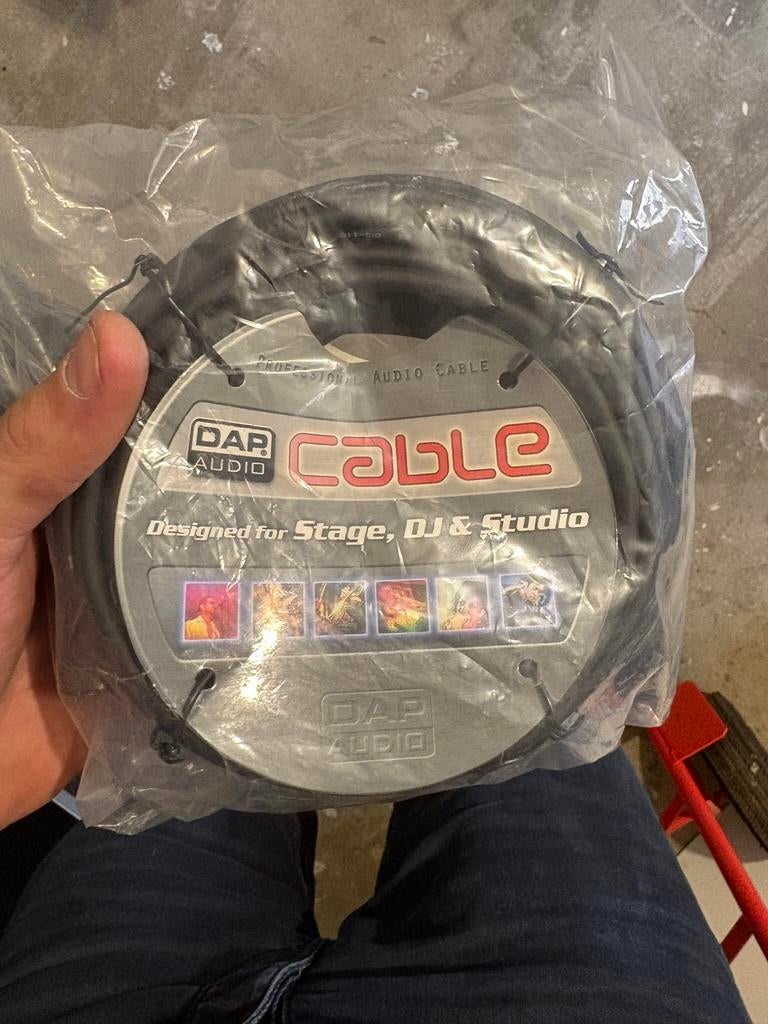 PROFESSIONAL AUDIO CABLE
DAP®
AUDIO
CABLE
Designed for Stage, DJ & Studio
DAP
AUDIO